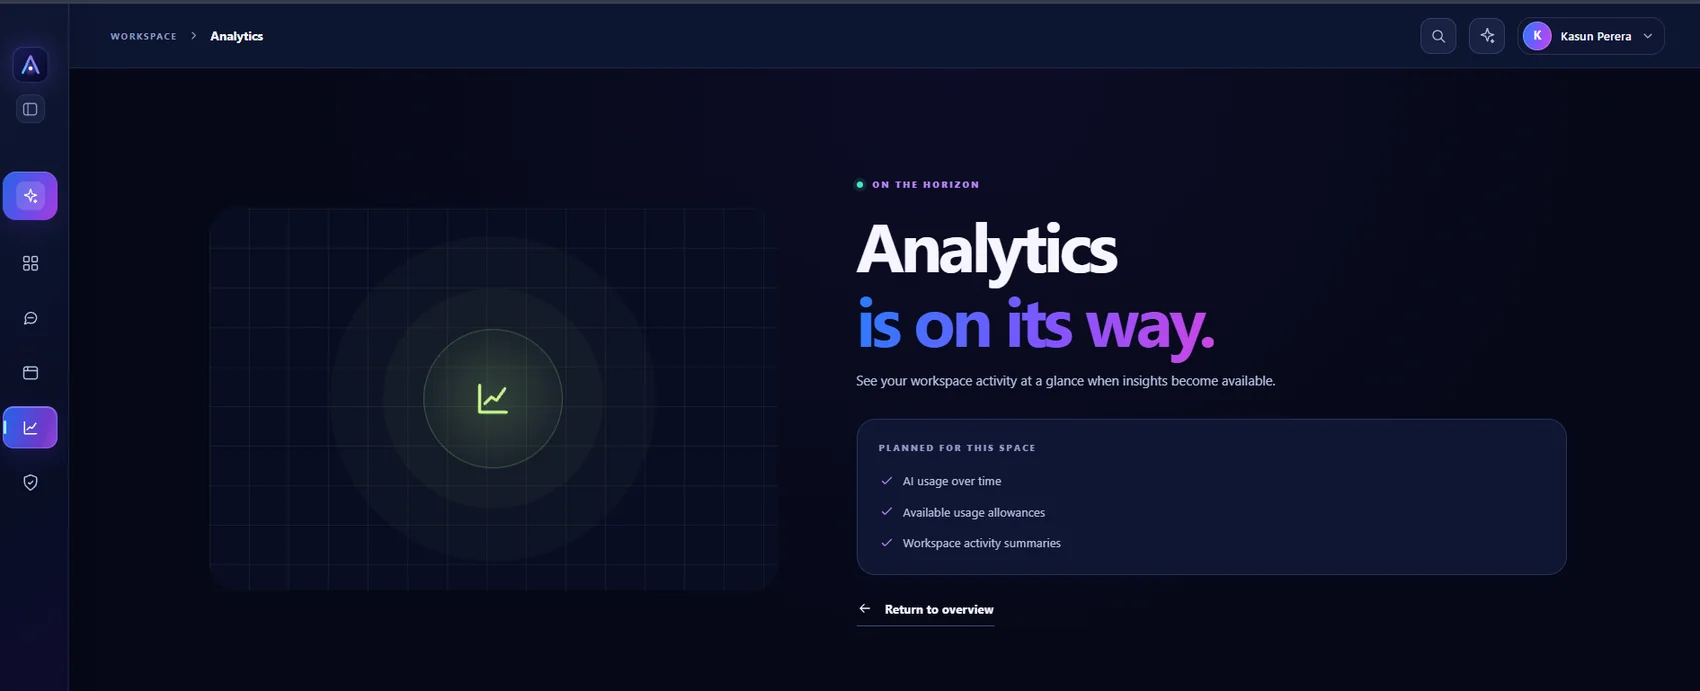 WORKSPACE > Analytics
K Kasun Perera
ON THE HORIZON
Analytics
is on its way.
See your workspace activity at a glance when insights become available.
PLANNED FOR THIS SPACE
AI usage over time
Available usage allowances
Workspace activity summaries
Return to overview